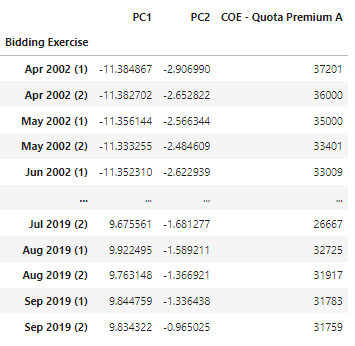 PC1 PC2 COE - Quota Premium A
Bidding Exercise
Apr 2002 (1) -11.384867 -2.906990 37201
Apr 2002 (2) -11.382702 -2.652822 36000
May 2002 (1) -11.356144 -2.566344 35000
May 2002 (2) -11.333255 -2.484609 33401
Jun 2002 (1) -11.352310 -2.622939 33009
... ... ... ...
Jul 2019 (2) 9.675561 -1.681277 26667
Aug 2019 (1) 9.922495 -1.589211 32725
Aug 2019 (2) 9.763148 -1.366921 31917
Sep 2019 (1) 9.844759 -1.336438 31783
Sep 2019 (2) 9.834322 -0.965025 31759